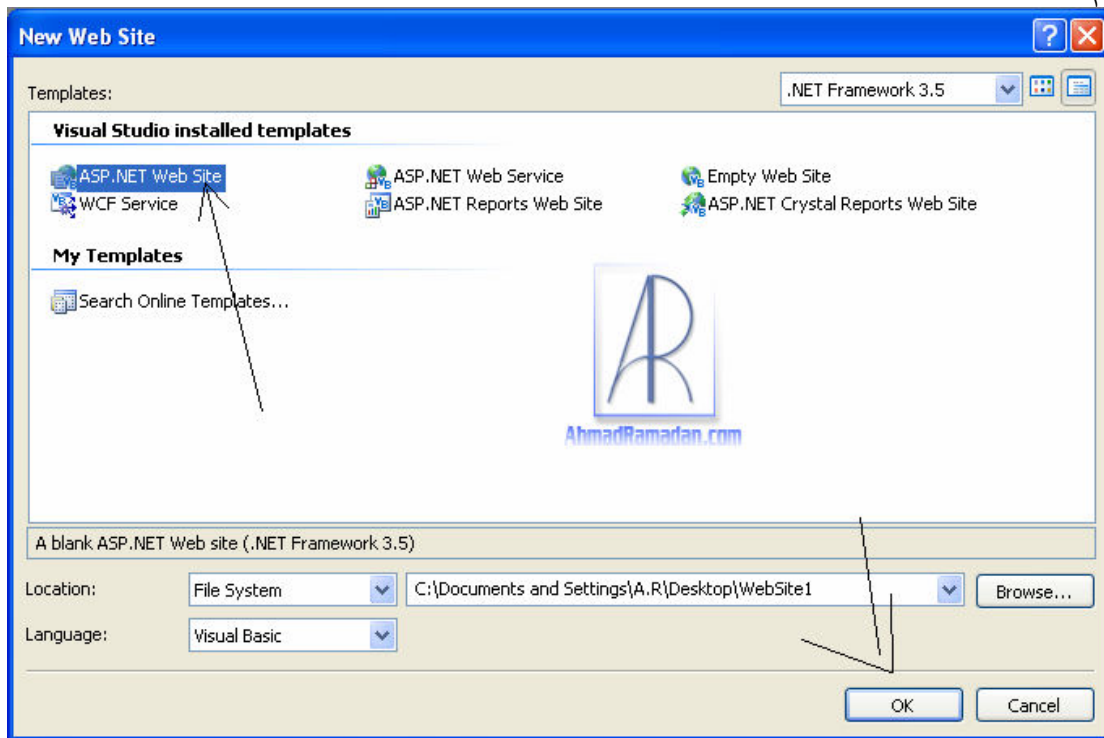 New Web Site
Templates:
.NET Framework 3.5
Visual Studio installed templates
ASP.NET Web Site
ASP.NET Web Service
Empty Web Site
WCF Service
ASP.NET Reports Web Site
ASP.NET Crystal Reports Web Site
My Templates
Search Online Templates...
AR
AhmadRamadan.com
A blank ASP.NET Web site (.NET Framework 3.5)
Location:
File System
C:\Documents and Settings\A.R\Desktop\WebSite1
Browse...
Language:
Visual Basic
OK
Cancel